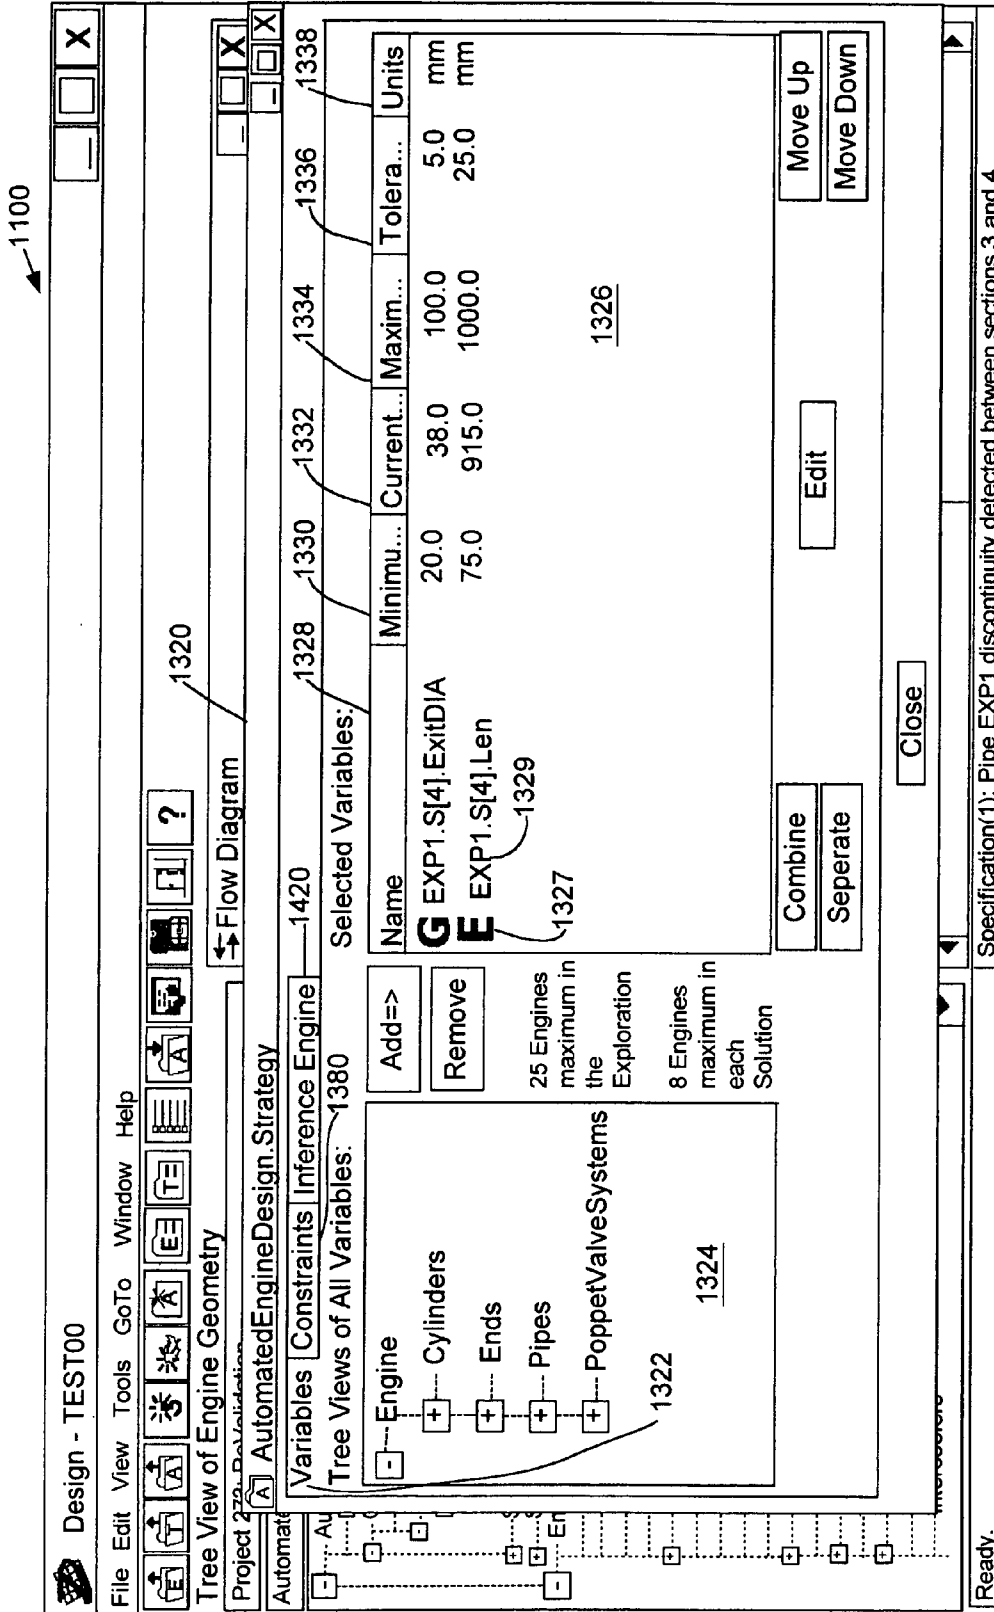 1100
Design - TEST00
File Edit View Tools GoTo Window Help
E T A A E T= A ?
Tree View of Engine Geometry
Flow Diagram
1320
Project 2
Automate
AutomatedEngineDesign.Strategy
Variables Constraints Inference Engine
1420
1380
1328 1330 1332 1334 1336 1338
Tree Views of All Variables:
Selected Variables:
Engine
Cylinders
Ends
Pipes
PoppetValveSystems
1322
1324
Add=>
Remove
25 Engines
maximum in
the
Exploration
8 Engines
maximum in
each
Solution
Name Minimu... Current... Maxim... Tolera... Units
G EXP1.S[4].ExitDIA 20.0 38.0 100.0 5.0 mm
E EXP1.S[4].Len 75.0 915.0 1000.0 25.0 mm
1327
1329
1326
Combine
Seperate
Edit
Move Up
Move Down
Close
Au
En
Ready.
Specification(1): Pipe EXP1 discontinuity detected between sections 3 and 4